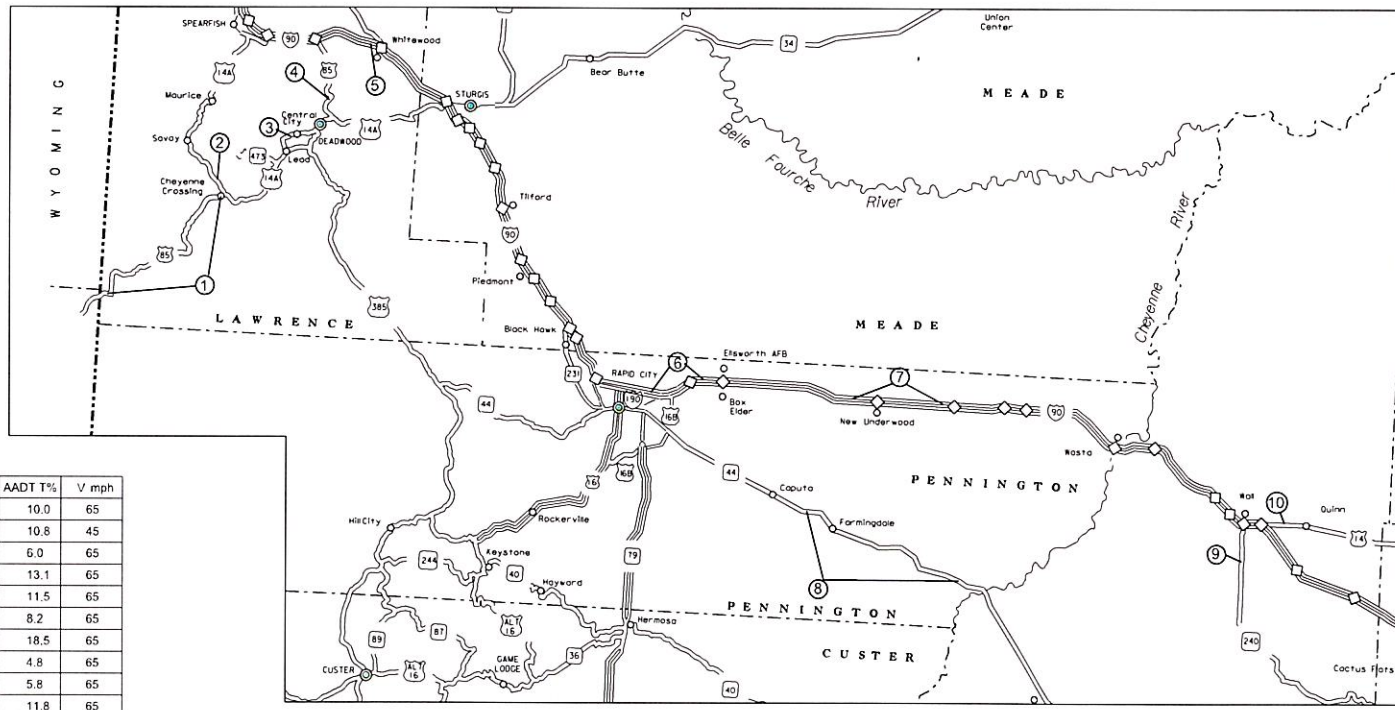 SPEARFISH
90
Whitewood
34
Union
Center
14A
85
4
5
Bear Butte
MEADE
Maurice
STURGIS
Central
City
3
DEADWOOD
14A
WYOMING
Savoy
2
473
Lead
14A
Cheyenne
Crossing
Belle Fourche
River
Tilford
90
85
1
Piedmont
Cheyenne River
385
LAWRENCE
Black Hawk
MEADE
Ellsworth AFB
231
RAPID CITY
6
7
190
16B
Box
Elder
New Underwood
90
44
Wasta
16
16B
44
PENNINGTON
AADT T%	V mph
10.0	65
10.8	45
6.0	65
13.1	65
11.5	65
8.2	65
18.5	65
4.8	65
5.8	65
11.8	65
Caputa
Wall
10
Quinn
14
Hill City
Rockerville
Farmingdale
9
Keystone
79
244
40
Hayward
8
PENNINGTON
240
ALT
16
Hermosa
89
87
CUSTER
CUSTER
ALT
16
GAME
LODGE
36
40
Cactus Flats